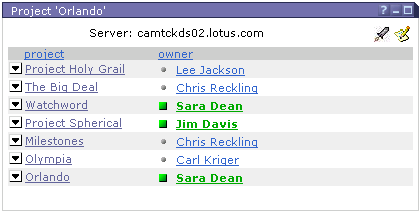 Project 'Orlando'
Server: camtckds02.lotus.com
project owner
Project Holy Grail Lee Jackson
The Big Deal Chris Reckling
Watchword Sara Dean
Project Spherical Jim Davis
Milestones Chris Reckling
Olympia Carl Kriger
Orlando Sara Dean